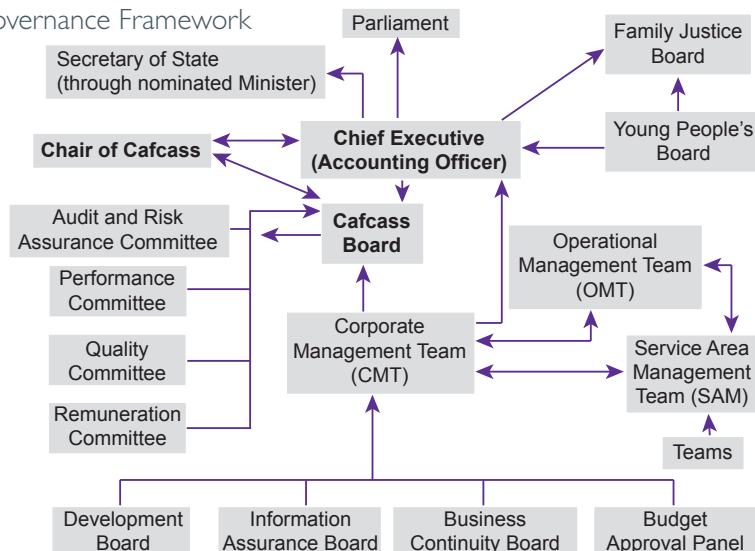 overnance Framework
Parliament
Family Justice
Board
Secretary of State
(through nominated Minister)
Chief Executive
(Accounting Officer)
Young People's
Board
Chair of Cafcass
Audit and Risk
Assurance Committee
Cafcass
Board
Operational
Management Team
(OMT)
Performance
Committee
Corporate
Management Team
(CMT)
Quality
Committee
Service Area
Management
Team (SAM)
Remuneration
Committee
Teams
Development
Board
Information
Assurance Board
Business
Continuity Board
Budget
Approval Panel